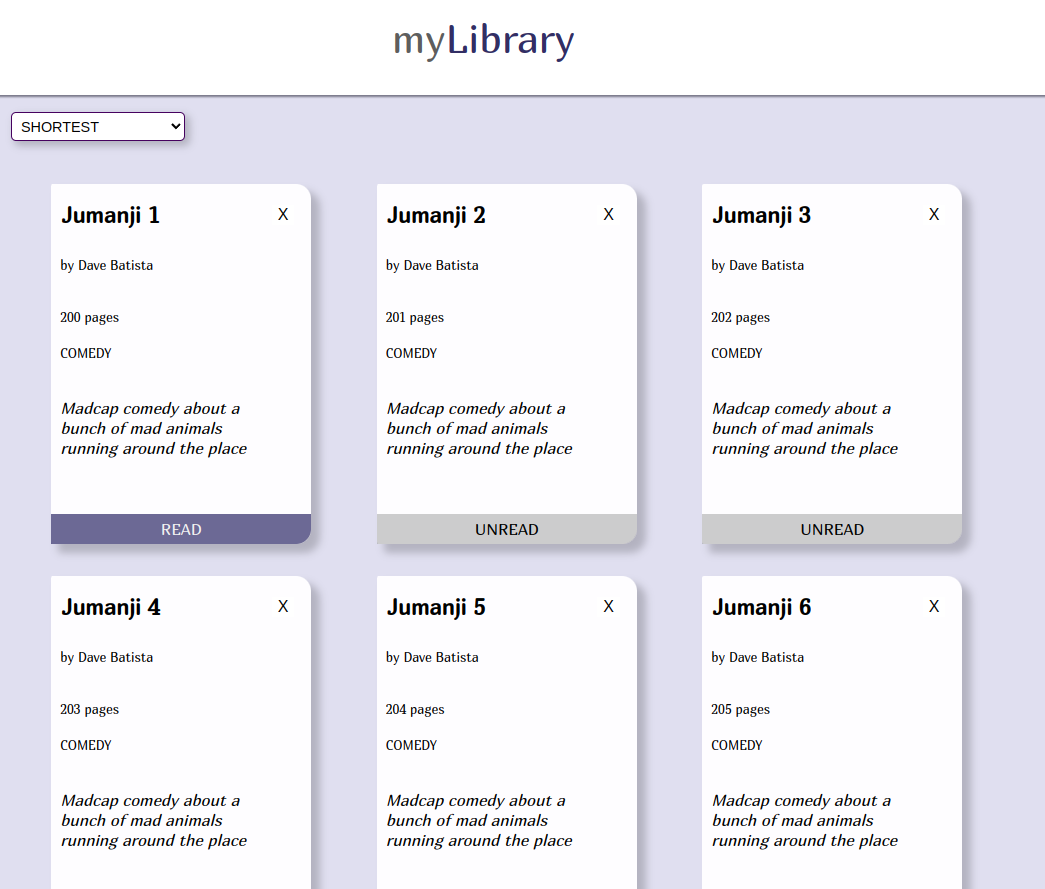 myLibrary
SHORTEST
Jumanji 1 X
by Dave Batista
200 pages
COMEDY
Madcap comedy about a
bunch of mad animals
running around the place
READ
Jumanji 2 X
by Dave Batista
201 pages
COMEDY
Madcap comedy about a
bunch of mad animals
running around the place
UNREAD
Jumanji 3 X
by Dave Batista
202 pages
COMEDY
Madcap comedy about a
bunch of mad animals
running around the place
UNREAD
Jumanji 4 X
by Dave Batista
203 pages
COMEDY
Madcap comedy about a
bunch of mad animals
running around the place
Jumanji 5 X
by Dave Batista
204 pages
COMEDY
Madcap comedy about a
bunch of mad animals
running around the place
Jumanji 6 X
by Dave Batista
205 pages
COMEDY
Madcap comedy about a
bunch of mad animals
running around the place